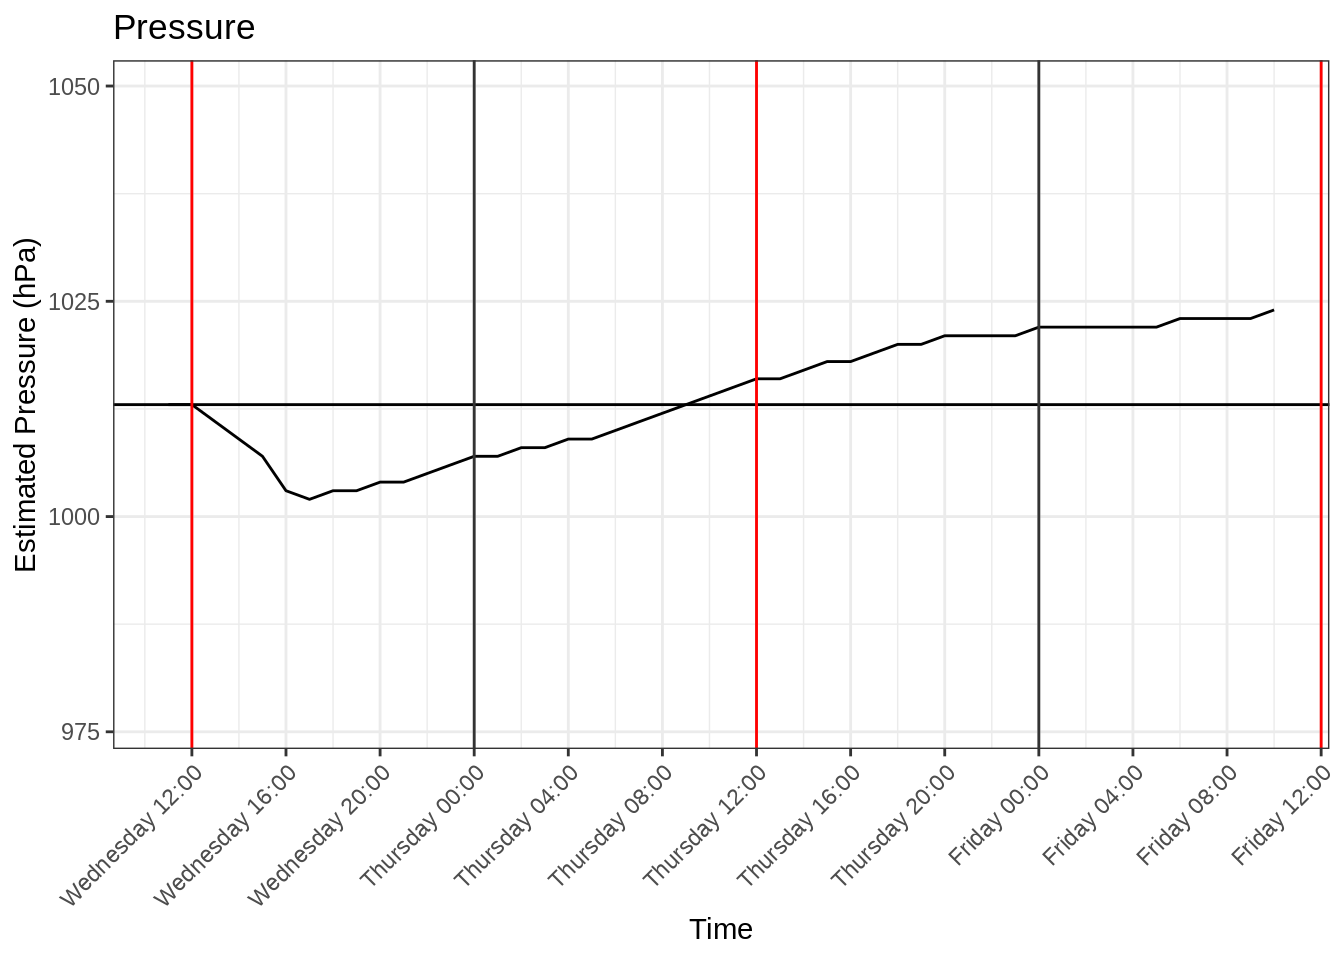 Pressure
Estimated Pressure (hPa)
1050
1025
1000
975
Wednesday 12:00
Wednesday 16:00
Wednesday 20:00
Thursday 00:00
Thursday 04:00
Thursday 08:00
Thursday 12:00
Thursday 16:00
Thursday 20:00
Friday 00:00
Friday 04:00
Friday 08:00
Friday 12:00
Time